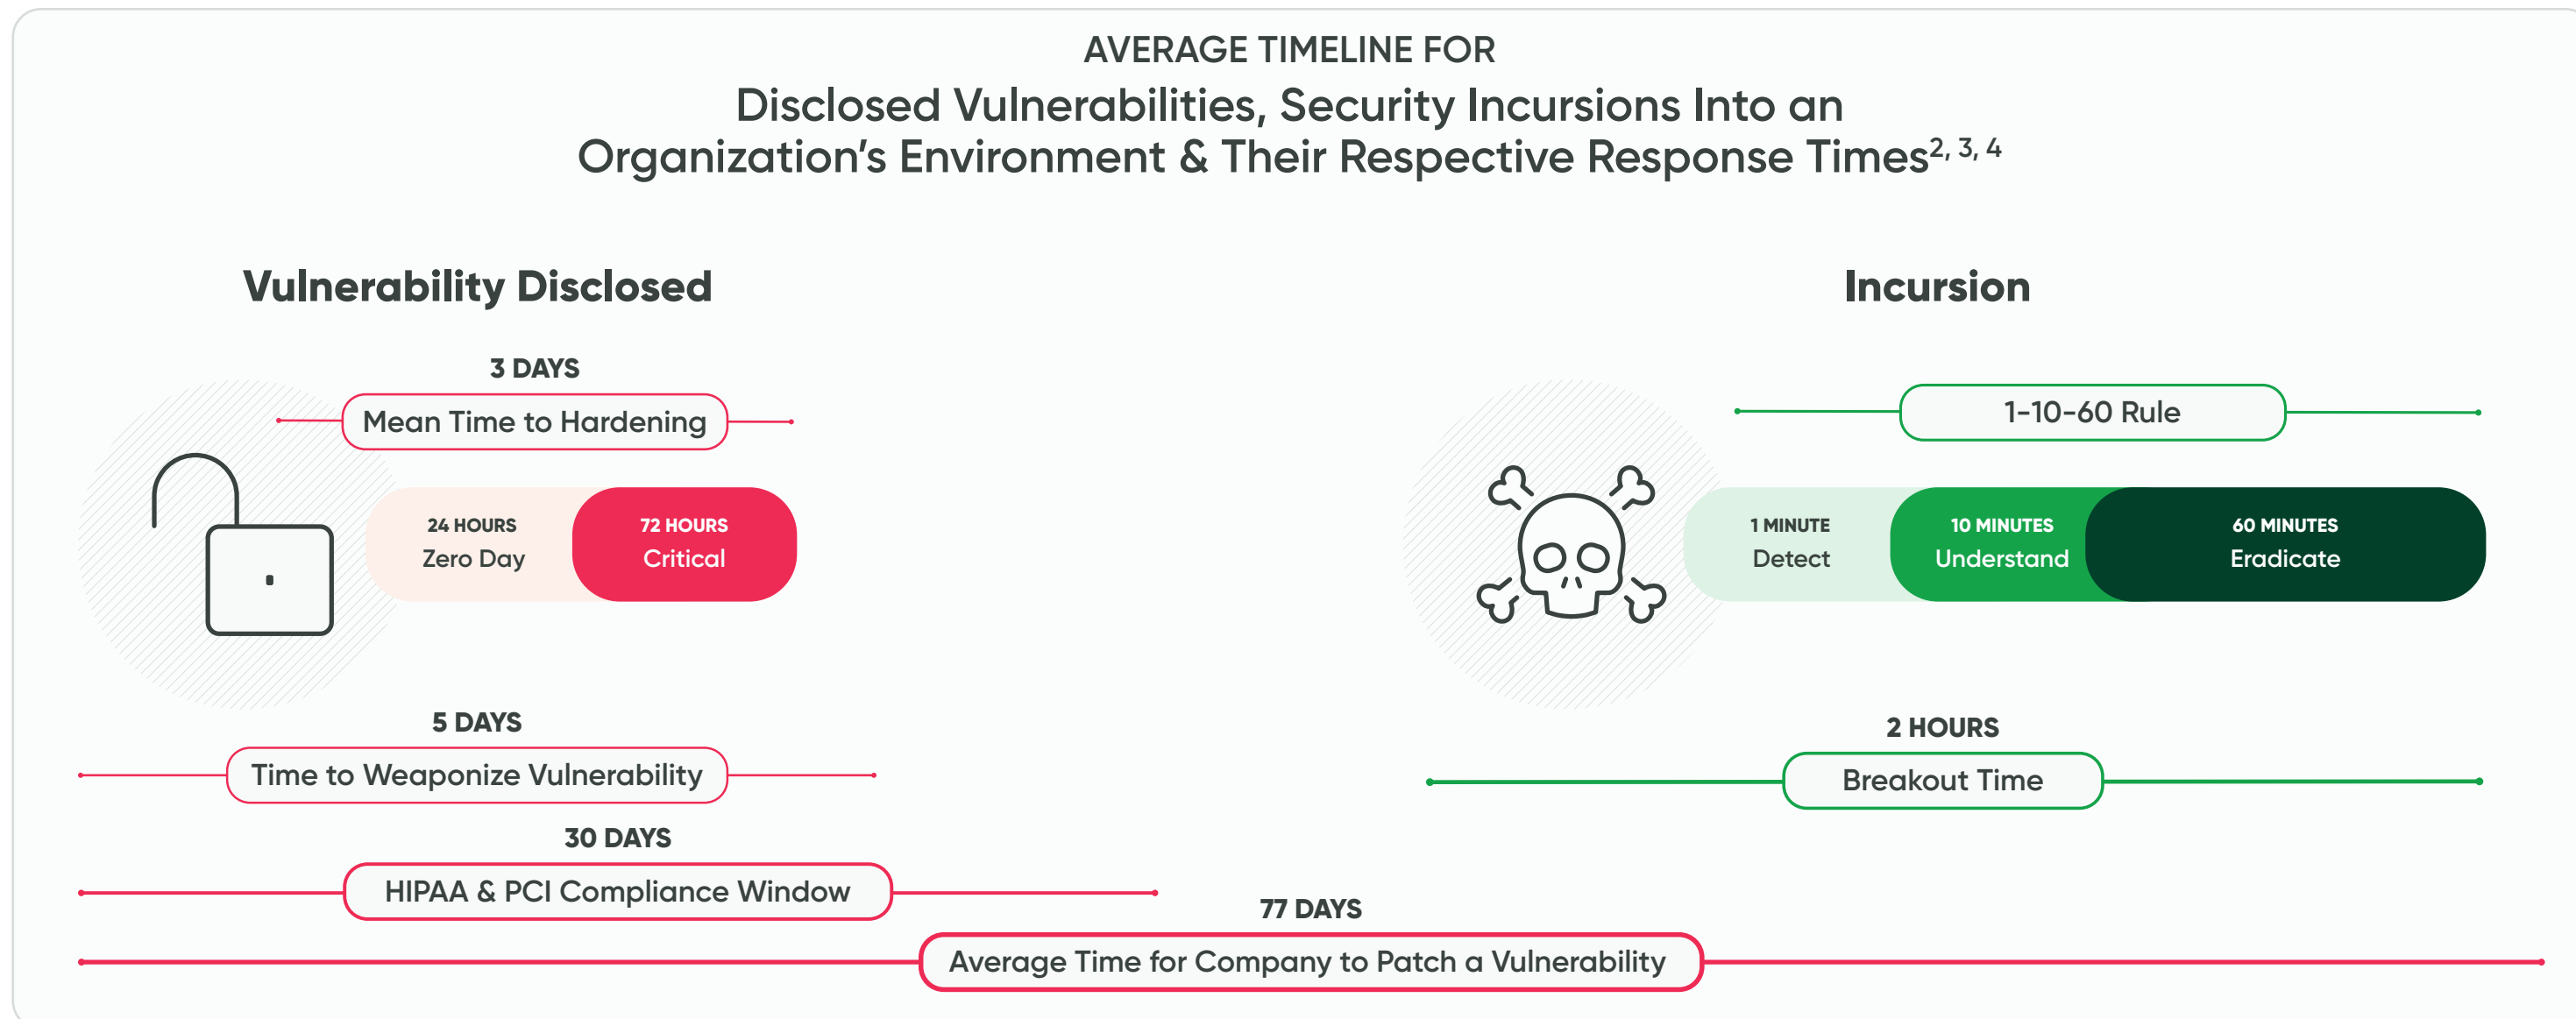 AVERAGE TIMELINE FOR
Disclosed Vulnerabilities, Security Incursions Into an
Organization’s Environment & Their Respective Response Times2, 3, 4
Vulnerability Disclosed
3 DAYS
Mean Time to Hardening
24 HOURS
Zero Day
72 HOURS
Critical
5 DAYS
Time to Weaponize Vulnerability
30 DAYS
HIPAA & PCI Compliance Window
77 DAYS
Average Time for Company to Patch a Vulnerability
Incursion
1-10-60 Rule
1 MINUTE
Detect
10 MINUTES
Understand
60 MINUTES
Eradicate
2 HOURS
Breakout Time